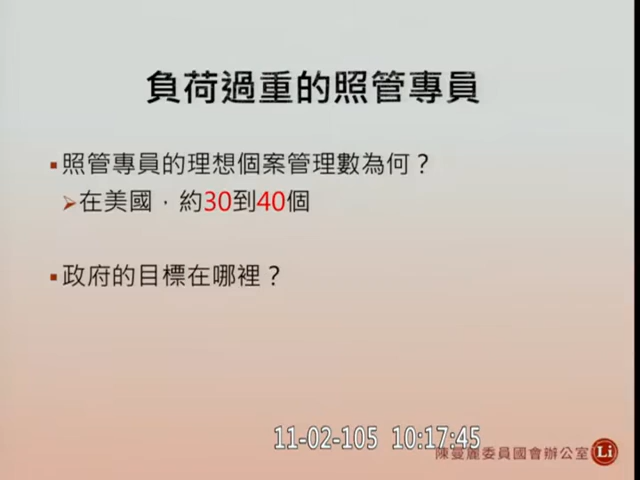 負荷過重的照管專員
▪照管專員的理想個案管理數為何？
➢在美國，約30到40個
▪政府的目標在哪裡？
11-02-105 10:17:45
陳曼麗委員國會辦公室 Li